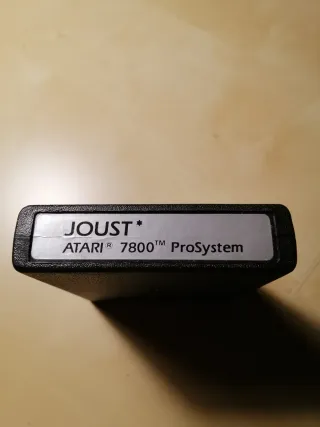 JOUST*
ATARI® 7800™ ProSystem